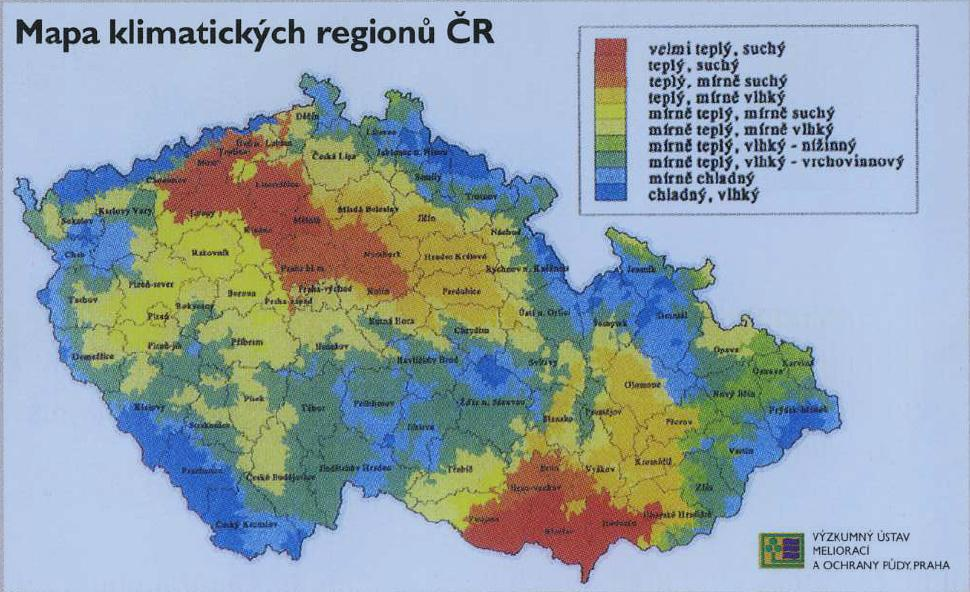 Mapa klimatických regionů ČR
velmi teplý, suchý
teplý, suchý
teplý, mírně suchý
teplý, mírně vlhký
mírně teplý, mírně suchý
mírně teplý, mírně vlhký
mírně teplý, vlhký - nížinný
mírně teplý, vlhký - vrchovinnový
mírně chladný
chladný, vlhký
Děčín
Liberec
Ústí n. Labem
Teplice
Česká Lípa
Jablonec n. Nisou
Most
Semily
Chomutov
Litoměřice
Trutnov
Karlovy Vary
Louny
Mladá Boleslav
Jičín
Sokolov
Mělník
Kladno
Náchod
Cheb
Rakovník
Nymburk
Hradec Králové
Praha hl.m.
Rychnov n. Kněžnou
Jeseník
Plzeň-sever
Beroun
Praha-východ
Kolín
Pardubice
Tachov
Rokycany
Praha-západ
Ústí n. Orlicí
Šumperk
Bruntál
Plzeň
Kutná Hora
Chrudim
Plzeň-jih
Příbram
Benešov
Opava
Domažlice
Havlíčkův Brod
Svitavy
Karviná
Ostrava
Olomouc
Klatovy
Písek
Tábor
Pelhřimov
Žďár n. Sázavou
Nový Jičín
Frýdek-Místek
Strakonice
Jihlava
Blansko
Prostějov
Přerov
Vsetín
Prachatice
České Budějovice
Jindřichův Hradec
Třebíč
Brno
Vyškov
Kroměříž
Brno-venkov
Zlín
Český Krumlov
Znojmo
Břeclav
Hodonín
Uherské Hradiště
VÝZKUMNÝ ÚSTAV
MELIORACÍ
A OCHRANY PŮDY, PRAHA